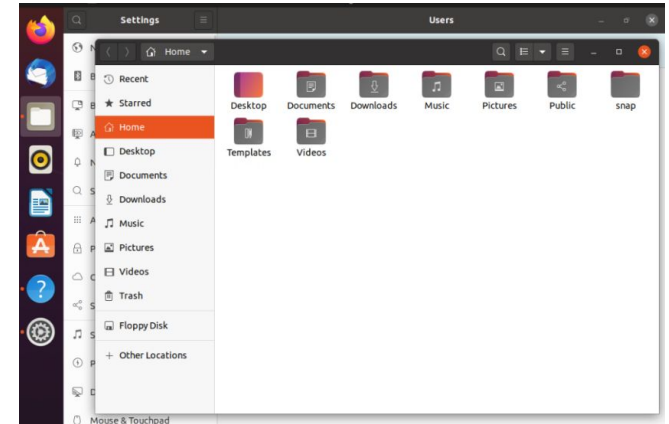 Settings
Users
Home
Recent
Starred
Home
Desktop
Documents
Downloads
Music
Pictures
Videos
Trash
Floppy Disk
Other Locations
Desktop Documents Downloads Music Pictures Public snap
Templates Videos
Mouse & Touchpad